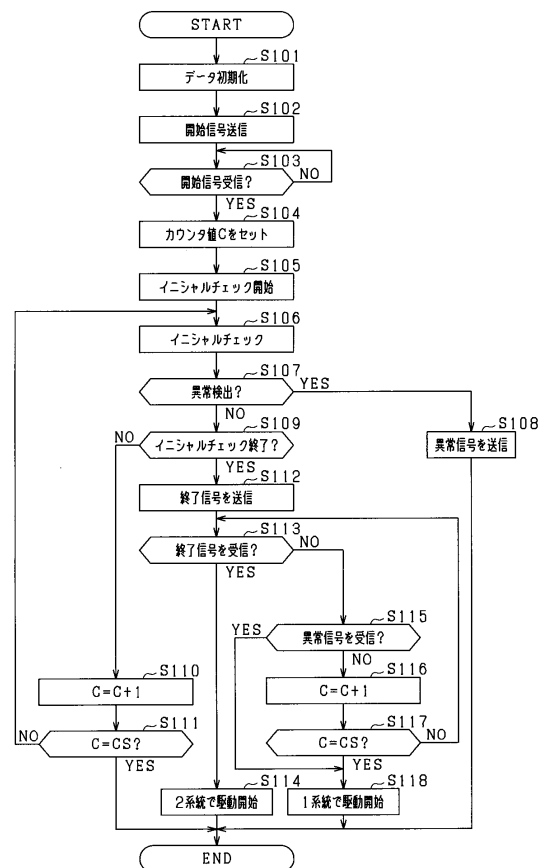 START
S101
データ初期化
S102
開始信号送信
S103
開始信号受信?
NO
YES
S104
カウンタ値Cをセット
S105
イニシャルチェック開始
S106
イニシャルチェック
S107
異常検出?
YES
NO
S108
異常信号を送信
S109
NO
イニシャルチェック終了?
YES
S112
終了信号を送信
S113
終了信号を受信?
NO
YES
S115
YES
異常信号を受信?
NO
S110
C=C+1
S116
C=C+1
S111
NO
C=CS?
YES
S117
C=CS?
NO
YES
S114
2系統で駆動開始
S118
1系統で駆動開始
END